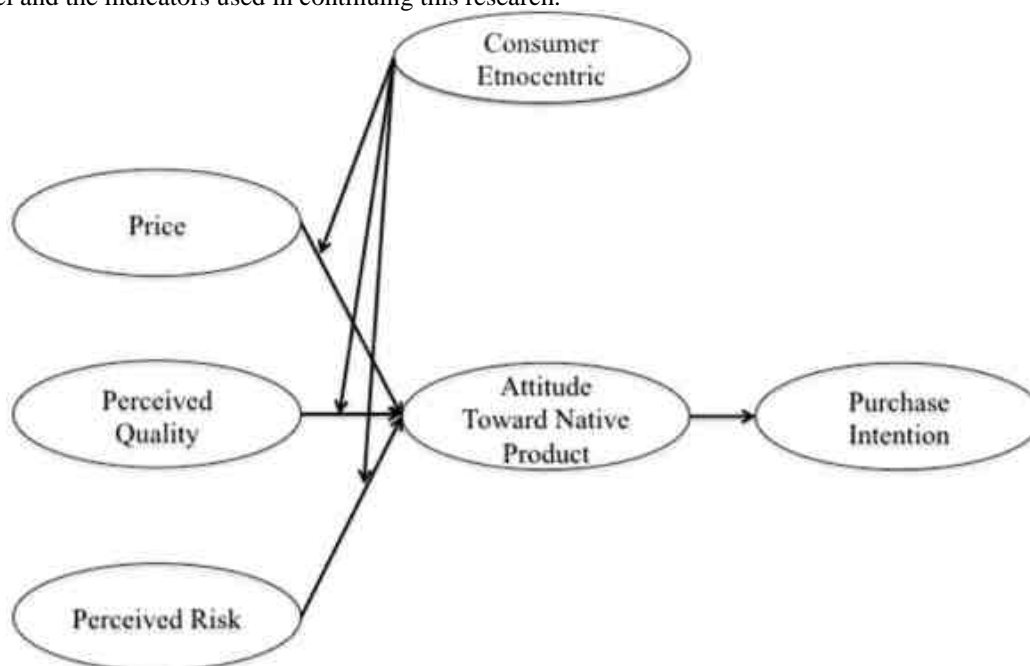 and the indicators used in continuing this research.
Consumer
Etnocentric
Price
Perceived
Quality
Attitude
Toward Native
Product
Purchase
Intention
Perceived Risk